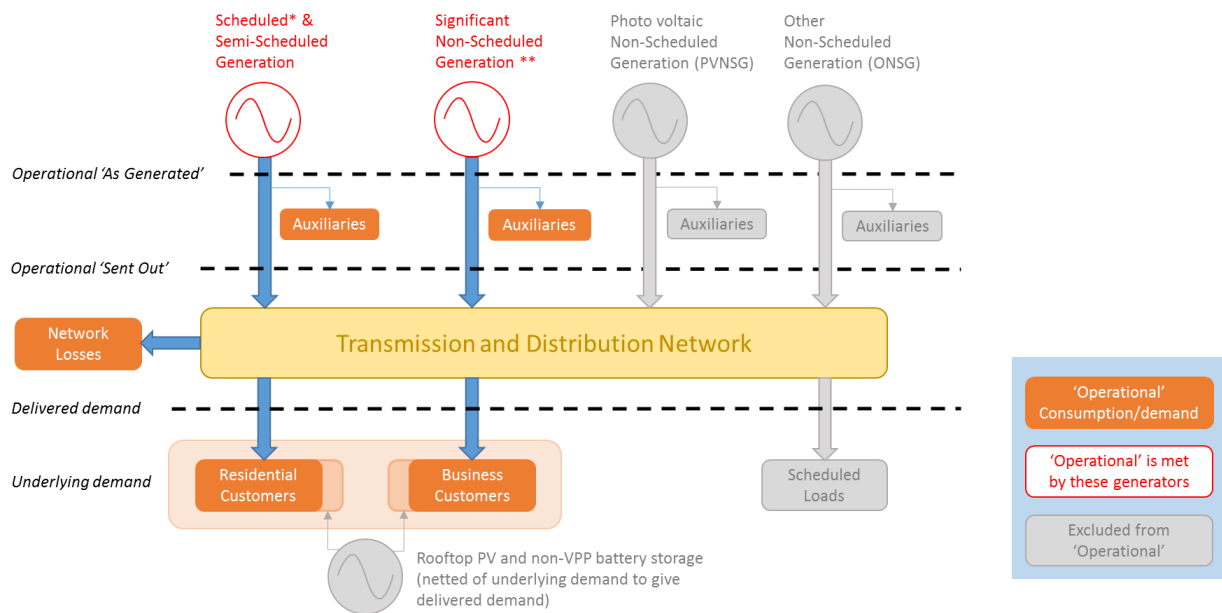 Scheduled* &
Semi-Scheduled
Generation
Significant
Non-Scheduled
Generation **
Photo voltaic
Non-Scheduled
Generation (PVNSG)
Other
Non-Scheduled
Generation (ONSG)
Operational ‘As Generated’
Auxiliaries
Auxiliaries
Auxiliaries
Auxiliaries
Operational ‘Sent Out’
Network
Losses
Transmission and Distribution Network
Delivered demand
Underlying demand
Residential
Customers
Business
Customers
Scheduled
Loads
Rooftop PV and non-VPP battery storage
(netted of underlying demand to give
delivered demand)
‘Operational’
Consumption/demand
‘Operational’ is met
by these generators
Excluded from
‘Operational’